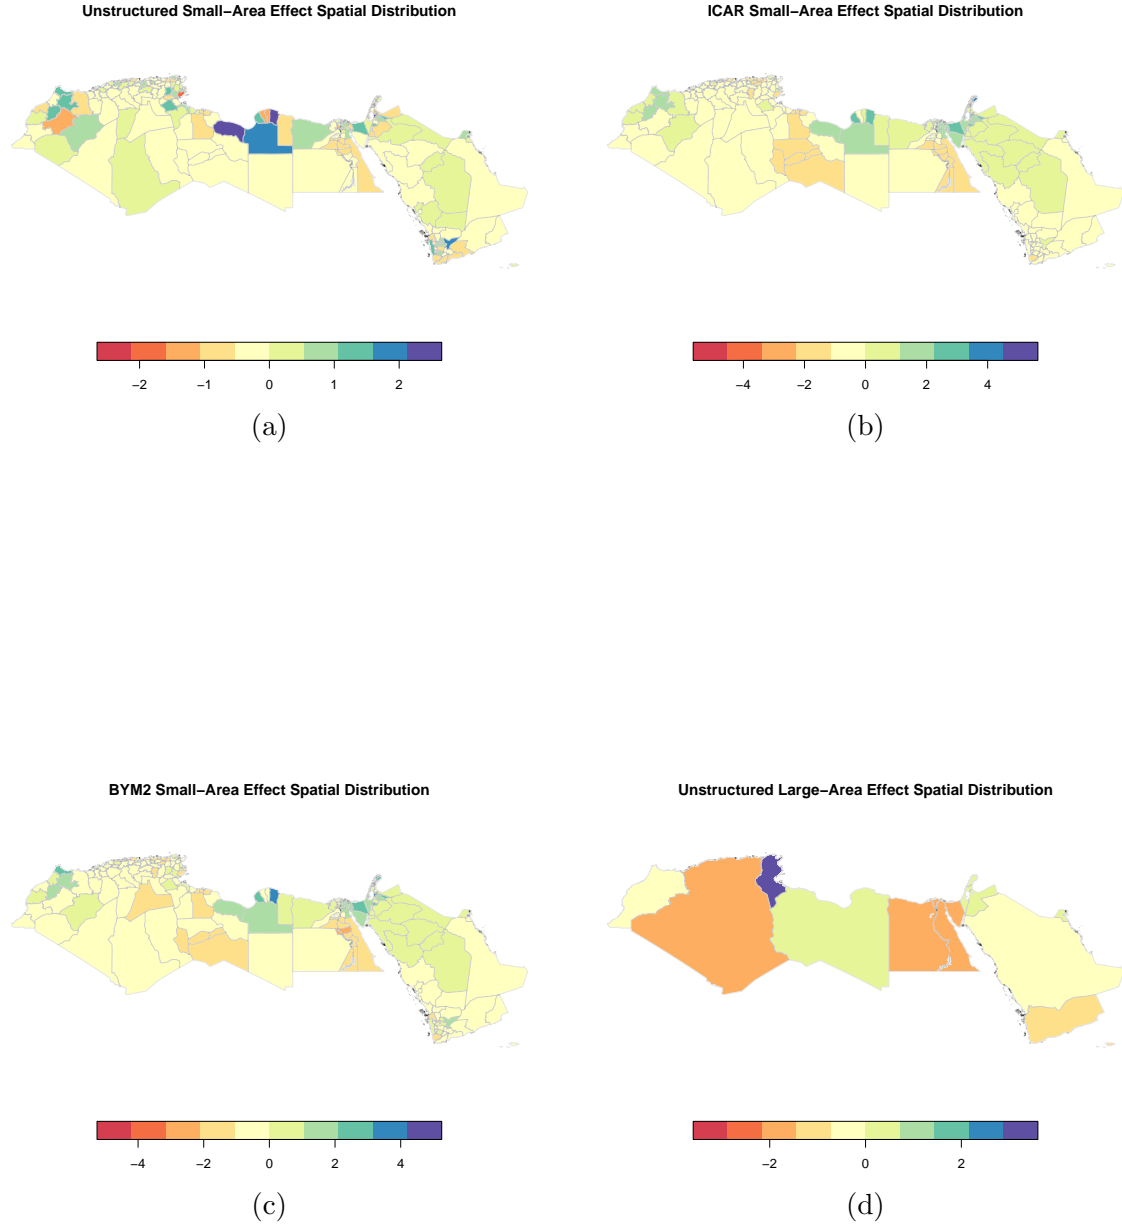 Unstructured Small−Area Effect Spatial Distribution
ICAR Small−Area Effect Spatial Distribution
−2 −1 0 1 2
−4 −2 0 2 4
(a)
(b)
BYM2 Small−Area Effect Spatial Distribution
Unstructured Large−Area Effect Spatial Distribution
−4 −2 0 2 4
−2 0 2
(c)
(d)